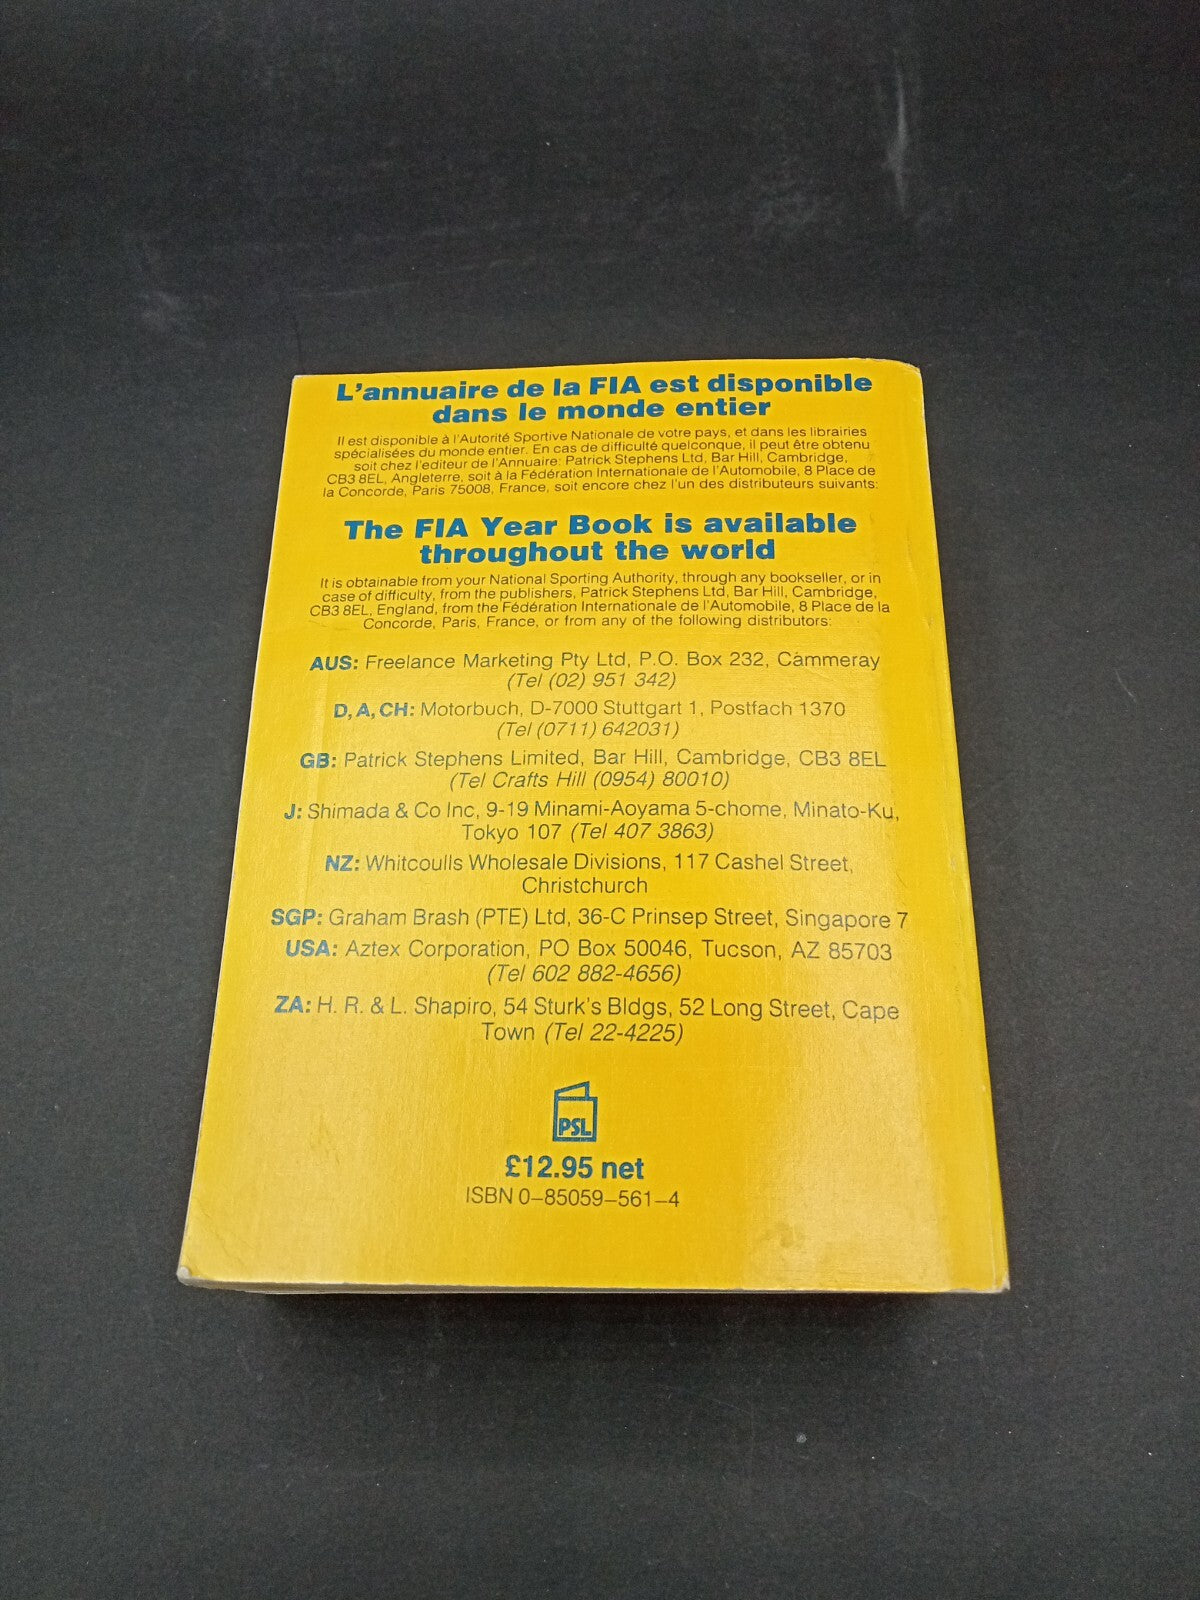 L'annuaire de la FIA est disponible
dans le monde entier
Il est disponible à l'Autorité Sportive Nationale de votre pays, et dans les librairies
spécialisées du monde entier. En cas de difficulté quelconque, il peut être obtenu
soit chez l'editeur de l'Annuaire: Patrick Stephens Ltd, Bar Hill, Cambridge,
CB3 8EL, Angleterre, soit à la Fédération Internationale de l'Automobile, 8 Place de
la Concorde, Paris 75008, France, soit encore chez l'un des distributeurs suivants:
The FIA Year Book is available
throughout the world
It is obtainable from your National Sporting Authority, through any bookseller, or in
case of difficulty, from the publishers, Patrick Stephens Ltd, Bar Hill, Cambridge,
CB3 8EL, England, from the Fédération Internationale de l'Automobile, 8 Place de la
Concorde, Paris, France, or from any of the following distributors:
AUS: Freelance Marketing Pty Ltd, P.O. Box 232, Cammeray
(Tel (02) 951 342)
D, A, CH: Motorbuch, D-7000 Stuttgart 1, Postfach 1370
(Tel (0711) 642031)
GB: Patrick Stephens Limited, Bar Hill, Cambridge, CB3 8EL
(Tel Crafts Hill (0954) 80010)
J: Shimada & Co Inc, 9-19 Minami-Aoyama 5-chome, Minato-Ku,
Tokyo 107 (Tel 407 3863)
NZ: Whitcoulls Wholesale Divisions, 117 Cashel Street,
Christchurch
SGP: Graham Brash (PTE) Ltd, 36-C Prinsep Street, Singapore 7
USA: Aztex Corporation, PO Box 50046, Tucson, AZ 85703
(Tel 602 882-4656)
ZA: H. R. & L. Shapiro, 54 Sturk's Bldgs, 52 Long Street, Cape
Town (Tel 22-4225)
PSL
£12.95 net
ISBN 0-85059-561-4